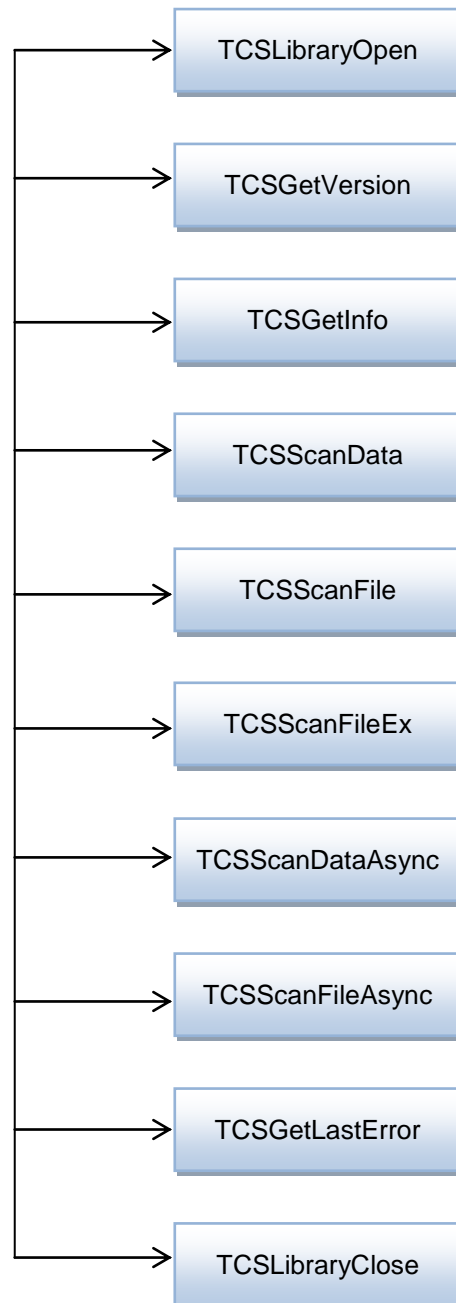 TCSLibraryOpen
TCSGetVersion
TCSGetInfo
TCSScanData
TCSScanFile
TCSScanFileEx
TCSScanDataAsync
TCSScanFileAsync
TCSGetLastError
TCSLibraryClose